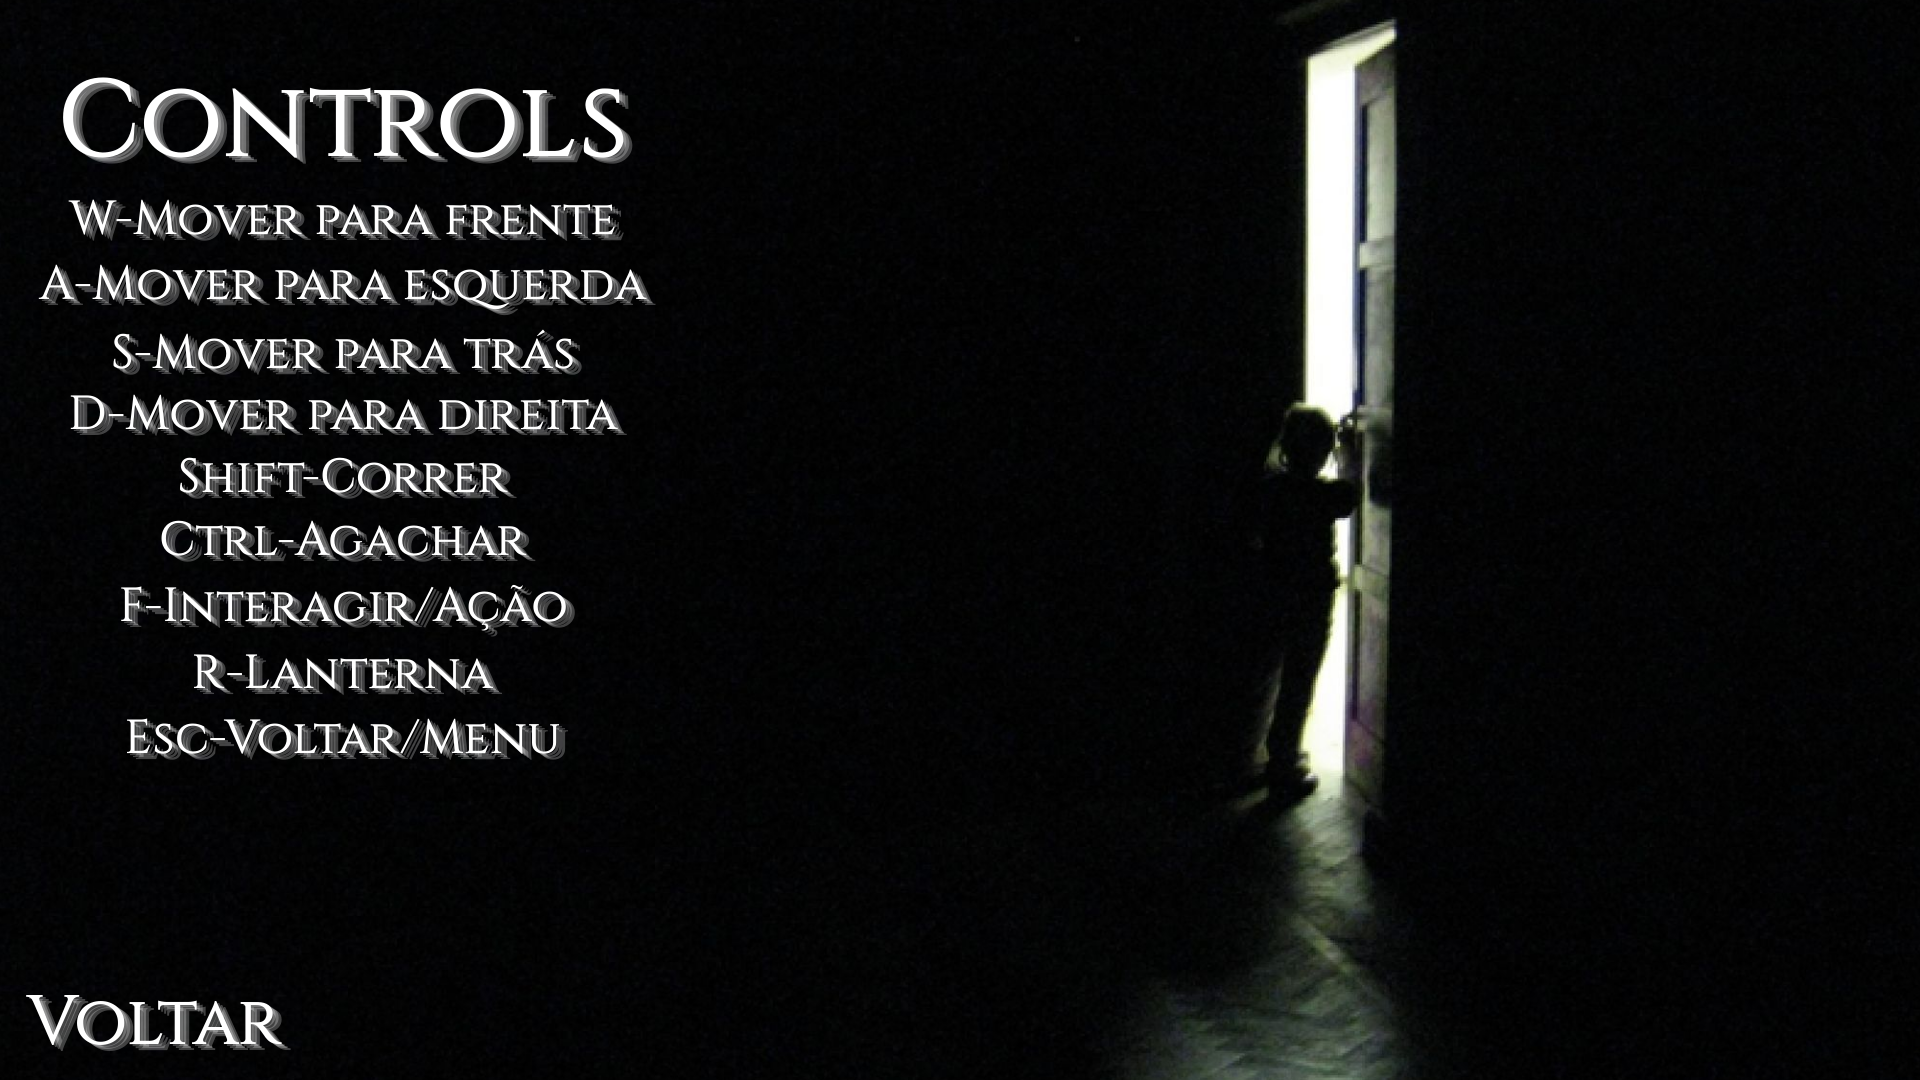 Controls
W-Mover para frente
A-Mover para esquerda
S-Mover para trás
D-Mover para direita
Shift-Correr
Ctrl-Agachar
F-Interagir/Ação
R-Lanterna
Esc-Voltar/Menu
Voltar